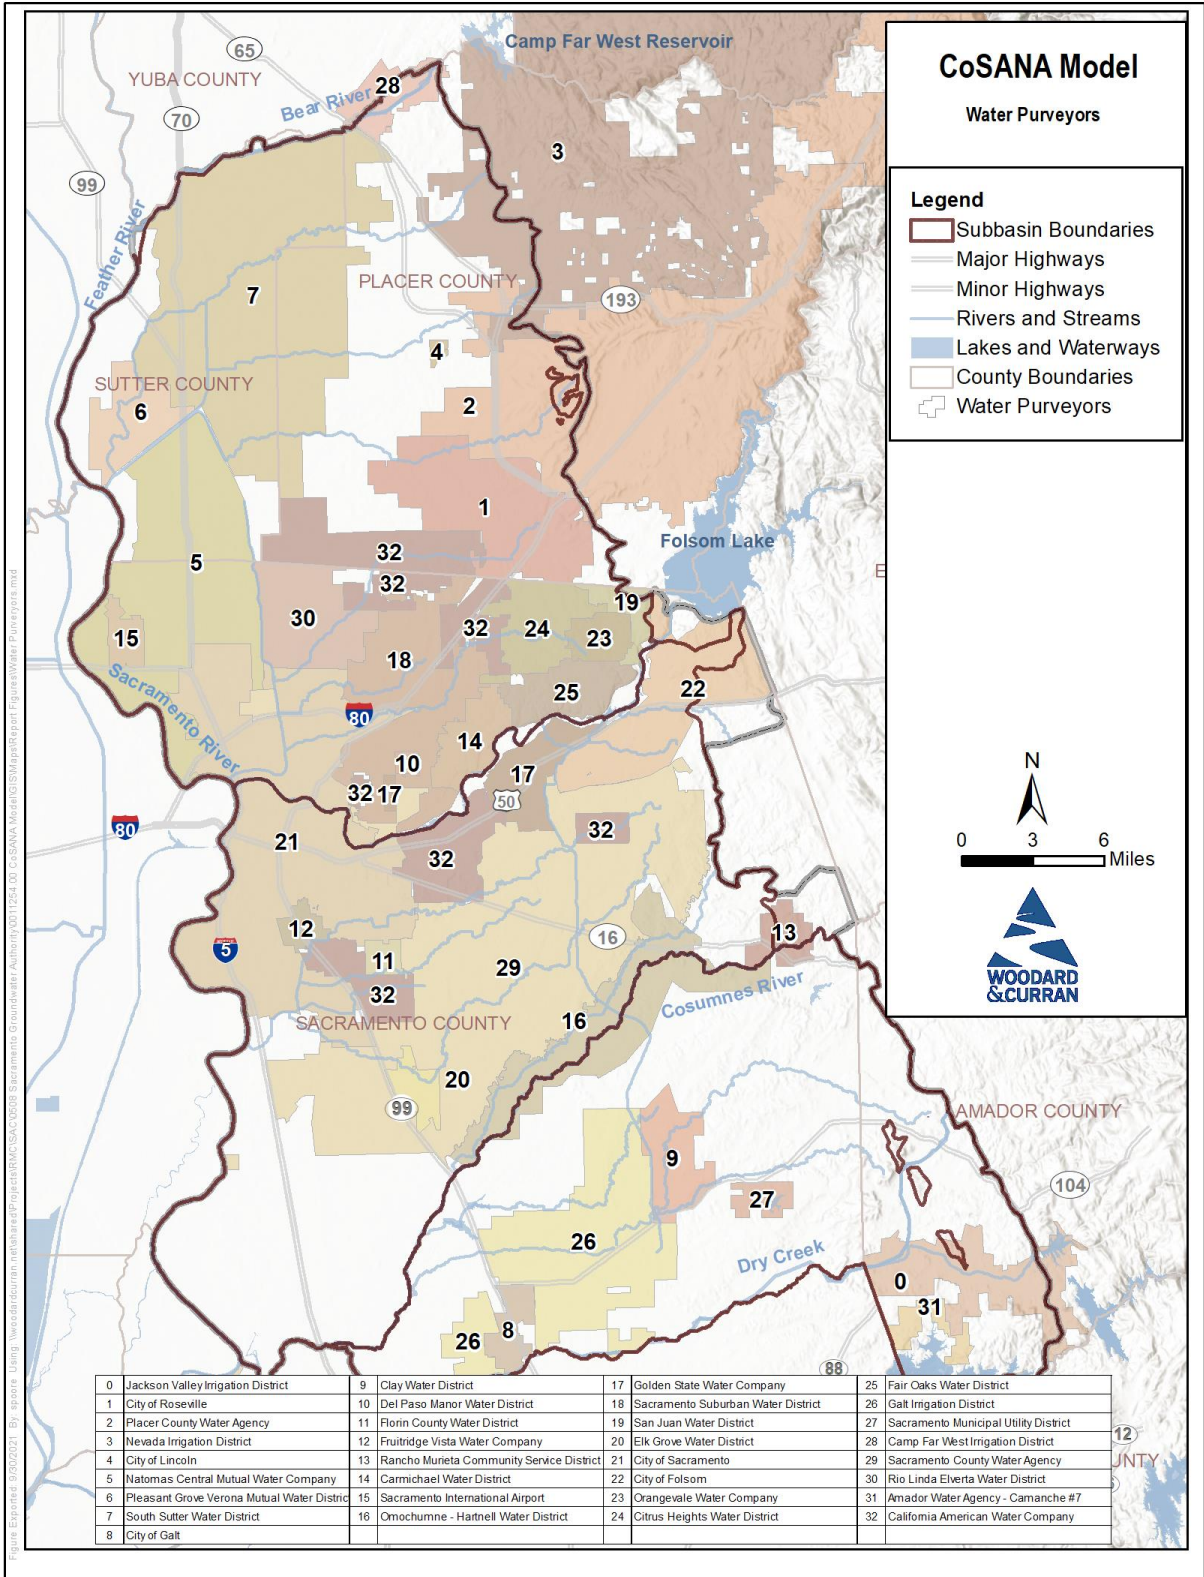 CoSANA Model
Water Purveyors
Legend
Subbasin Boundaries
Major Highways
Minor Highways
Rivers and Streams
Lakes and Waterways
County Boundaries
Water Purveyors
Camp Far West Reservoir
65
YUBA COUNTY
28
Bear River
70
3
99
Feather River
PLACER COUNTY
7
193
4
SUTTER COUNTY
6
2
1
Folsom Lake
32
5
E
32
19
30
15
32
24
23
18
Sacramento River
25
22
80
14
10
17
32
17
50
N
0 3 6
Miles
80
21
32
32
12
13
16
5
11
29
WOODARD
& CURRAN
32
Cosumnes River
SACRAMENTO COUNTY
16
20
99
AMADOR COUNTY
9
104
27
26
Dry Creek
0
31
8
26
88
12
UNTY
0 Jackson Valley Irrigation District
1 City of Roseville
2 Placer County Water Agency
3 Nevada Irrigation District
4 City of Lincoln
5 Natomas Central Mutual Water Company
6 Pleasant Grove Verona Mutual Water Distric
7 South Sutter Water District
8 City of Galt
9 Clay Water District
10 Del Paso Manor Water District
11 Florin County Water District
12 Fruitridge Vista Water Company
13 Rancho Murieta Community Service District
14 Carmichael Water District
15 Sacramento International Airport
16 Omochumne - Hartnell Water District
17 Golden State Water Company
18 Sacramento Suburban Water District
19 San Juan Water District
20 Elk Grove Water District
21 City of Sacramento
22 City of Folsom
23 Orangevale Water Company
24 Citrus Heights Water District
25 Fair Oaks Water District
26 Galt Irrigation District
27 Sacramento Municipal Utility District
28 Camp Far West Irrigation District
29 Sacramento County Water Agency
30 Rio Linda Elverta Water District
31 Amador Water Agency - Camanche #7
32 California American Water Company
Figure Exported: 9/30/2021 By: spoore Using: